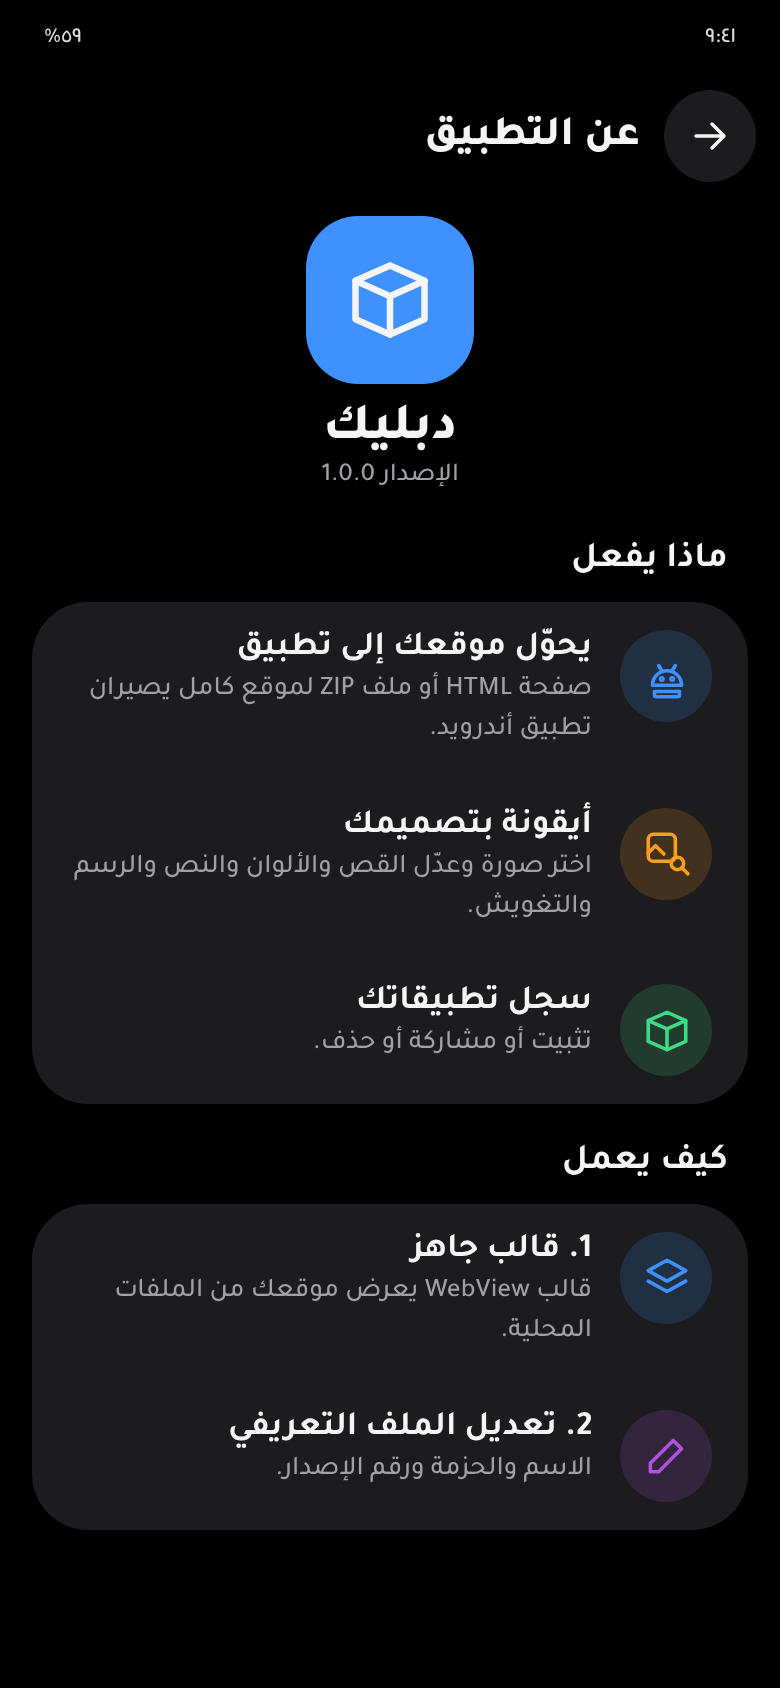 ٩:٤١
٥٩%
عن التطبيق
دبليك
الإصدار 1.0.0
ماذا يفعل
يحوّل موقعك إلى تطبيق
صفحة HTML أو ملف ZIP لموقع كامل يصيران
تطبيق أندرويد.
أيقونة بتصميمك
اختر صورة وعدّل القص والألوان والنص والرسم
والتغويش.
سجل تطبيقاتك
تثبيت أو مشاركة أو حذف.
كيف يعمل
1. قالب جاهز
قالب WebView يعرض موقعك من الملفات
المحلية.
2. تعديل الملف التعريفي
الاسم والحزمة ورقم الإصدار.